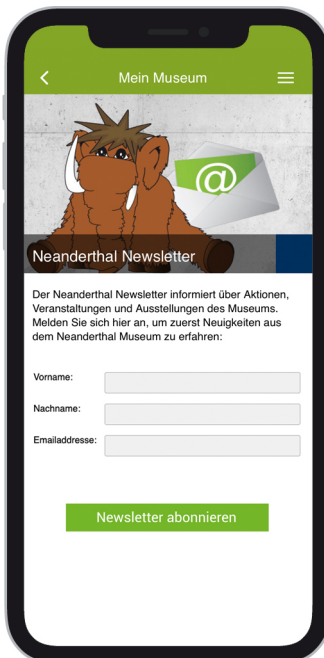 Mein Museum
@
Neanderthal Newsletter
Der Neanderthal Newsletter informiert über Aktionen,
Veranstaltungen und Ausstellungen des Museums.
Melden Sie sich hier an, um zuerst Neuigkeiten aus
dem Neanderthal Museum zu erfahren:
Vorname:
Nachname:
Emailaddresse:
Newsletter abonnieren